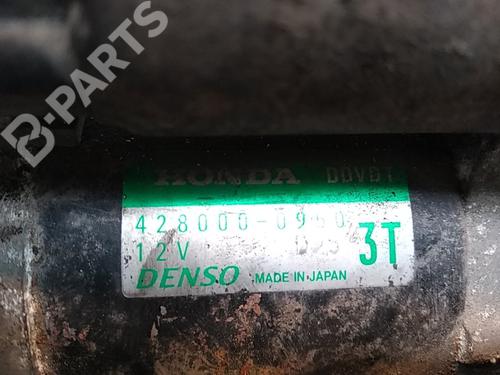 B-PARTS
HONDA
428000-0960
12V 3T
DENSO MADE IN JAPAN